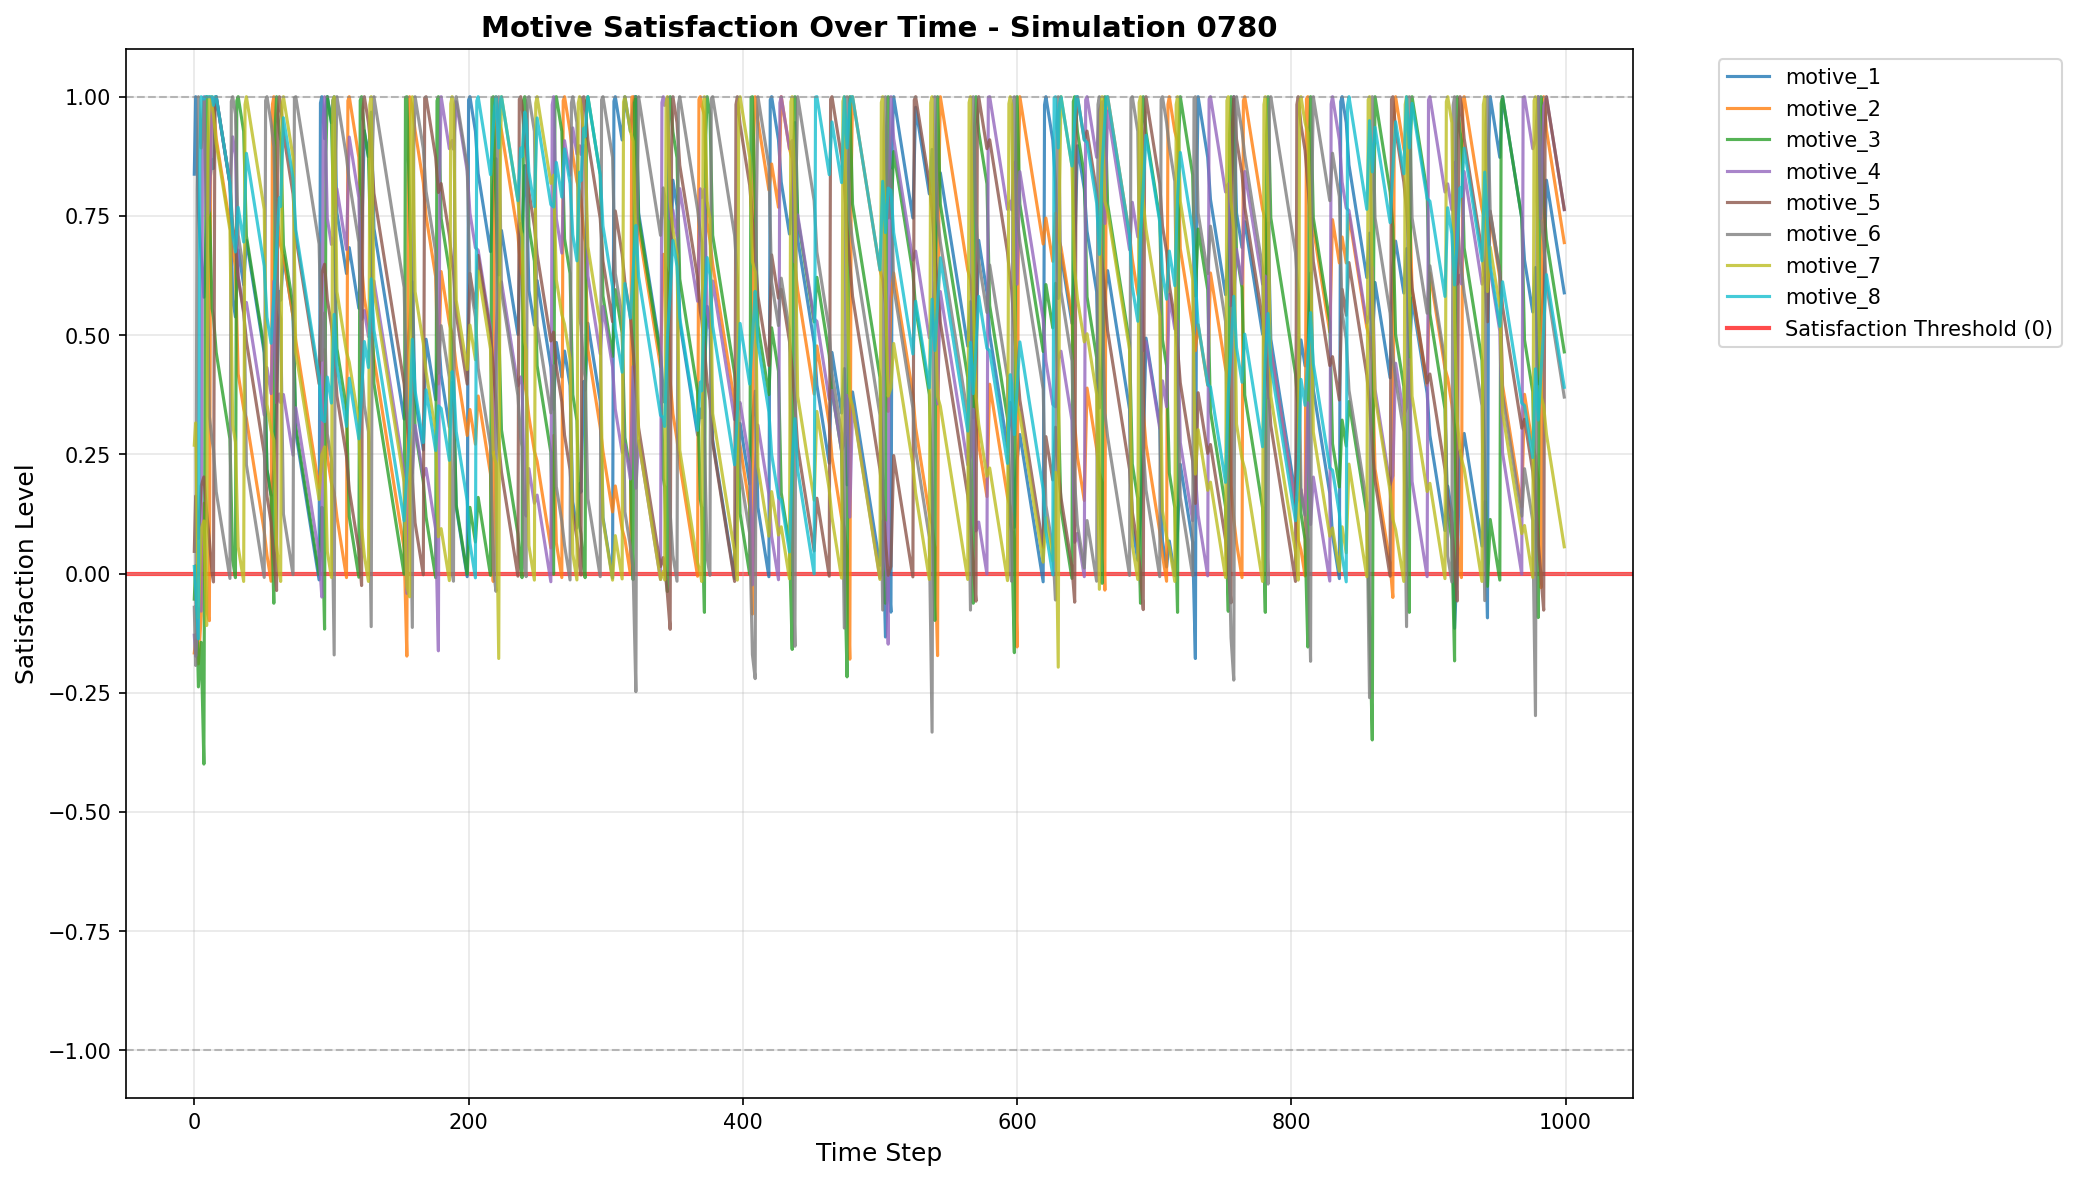 Motive Satisfaction Over Time - Simulation 0780
Satisfaction Level
1.00
0.75
0.50
0.25
0.00
−0.25
−0.50
−0.75
−1.00
0
200
400
600
800
1000
Time Step
motive_1
motive_2
motive_3
motive_4
motive_5
motive_6
motive_7
motive_8
Satisfaction Threshold (0)